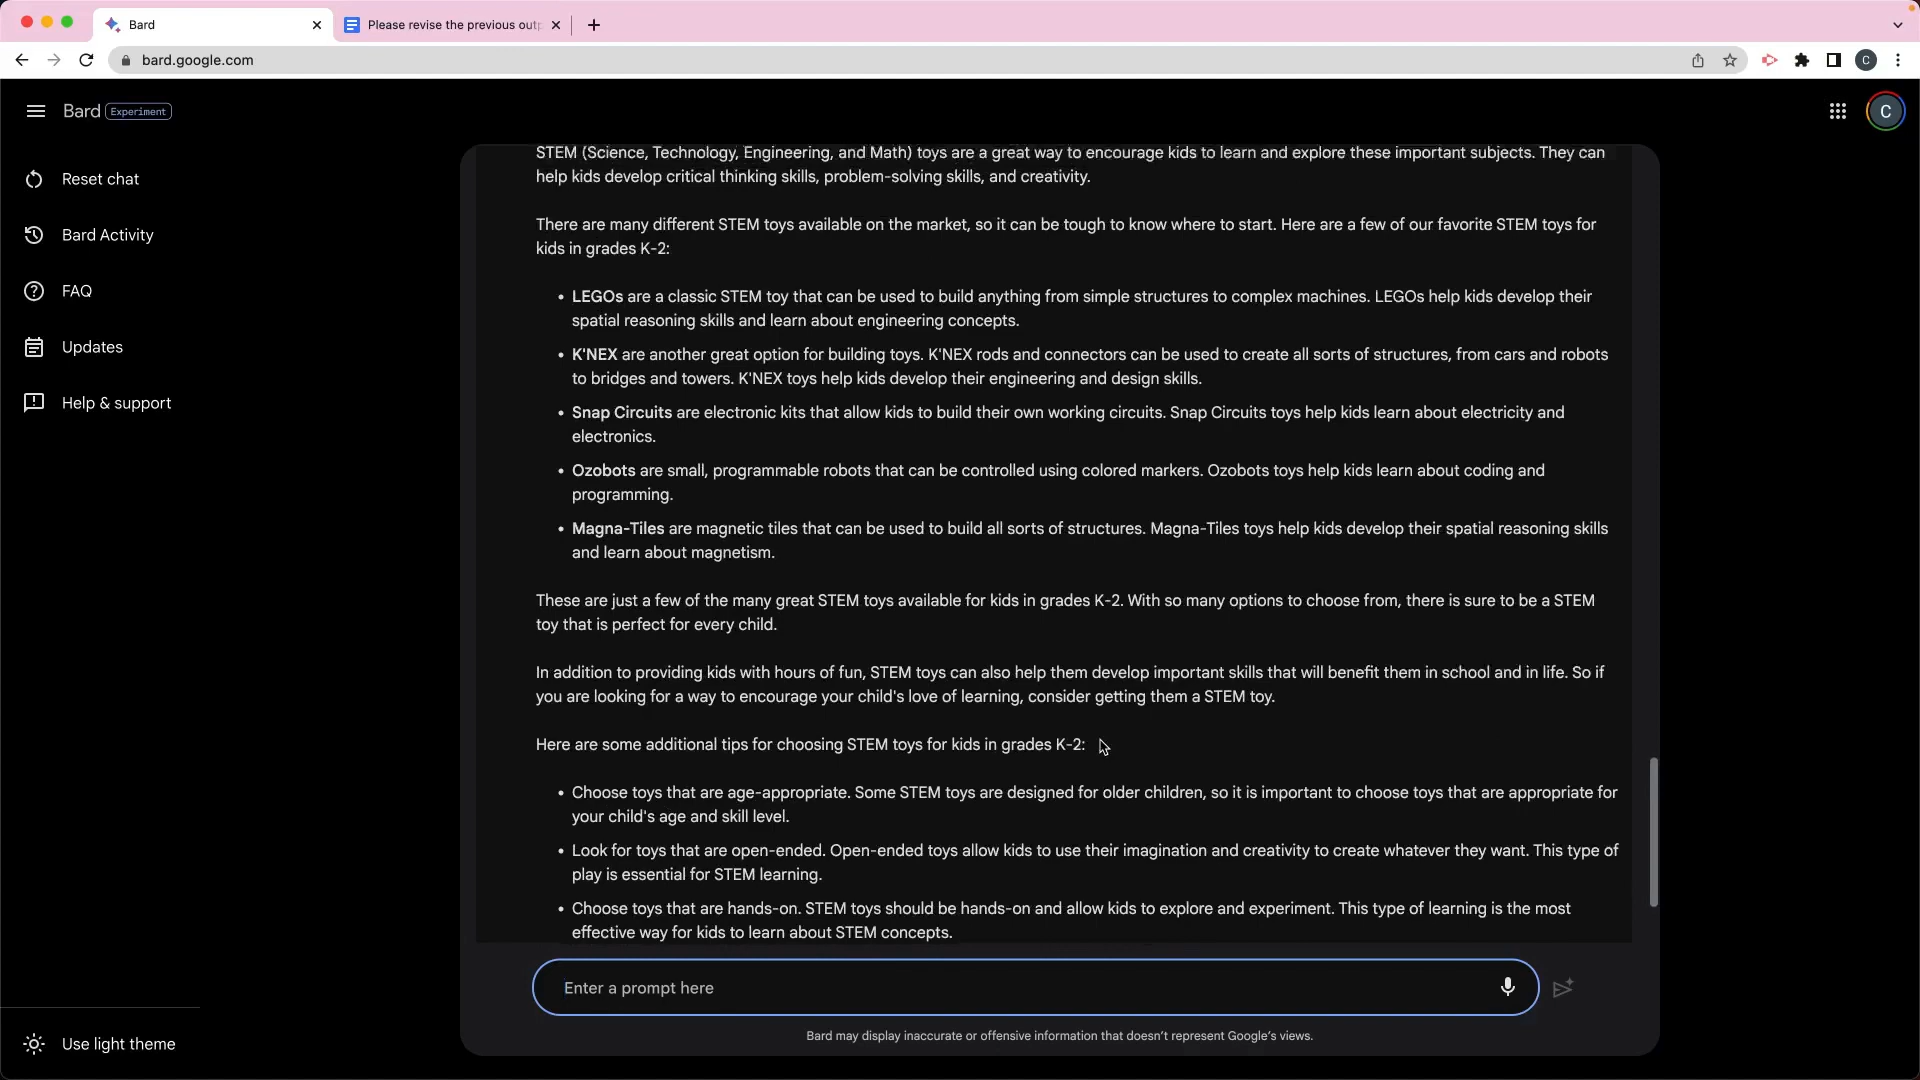 Bard
Please revise the previous outp
bard.google.com
C
Bard Experiment
C
Reset chat
Bard Activity
FAQ
Updates
Help & support
STEM (Science, Technology, Engineering, and Math) toys are a great way to encourage kids to learn and explore these important subjects. They can
help kids develop critical thinking skills, problem-solving skills, and creativity.
There are many different STEM toys available on the market, so it can be tough to know where to start. Here are a few of our favorite STEM toys for
kids in grades K-2:
• LEGOs are a classic STEM toy that can be used to build anything from simple structures to complex machines. LEGOs help kids develop their
spatial reasoning skills and learn about engineering concepts.
• K'NEX are another great option for building toys. K'NEX rods and connectors can be used to create all sorts of structures, from cars and robots
to bridges and towers. K'NEX toys help kids develop their engineering and design skills.
• Snap Circuits are electronic kits that allow kids to build their own working circuits. Snap Circuits toys help kids learn about electricity and
electronics.
• Ozobots are small, programmable robots that can be controlled using colored markers. Ozobots toys help kids learn about coding and
programming.
• Magna-Tiles are magnetic tiles that can be used to build all sorts of structures. Magna-Tiles toys help kids develop their spatial reasoning skills
and learn about magnetism.
These are just a few of the many great STEM toys available for kids in grades K-2. With so many options to choose from, there is sure to be a STEM
toy that is perfect for every child.
In addition to providing kids with hours of fun, STEM toys can also help them develop important skills that will benefit them in school and in life. So if
you are looking for a way to encourage your child's love of learning, consider getting them a STEM toy.
Here are some additional tips for choosing STEM toys for kids in grades K-2:
• Choose toys that are age-appropriate. Some STEM toys are designed for older children, so it is important to choose toys that are appropriate for
your child's age and skill level.
• Look for toys that are open-ended. Open-ended toys allow kids to use their imagination and creativity to create whatever they want. This type of
play is essential for STEM learning.
• Choose toys that are hands-on. STEM toys should be hands-on and allow kids to explore and experiment. This type of learning is the most
effective way for kids to learn about STEM concepts.
Enter a prompt here
Bard may display inaccurate or offensive information that doesn't represent Google's views.
Use light theme